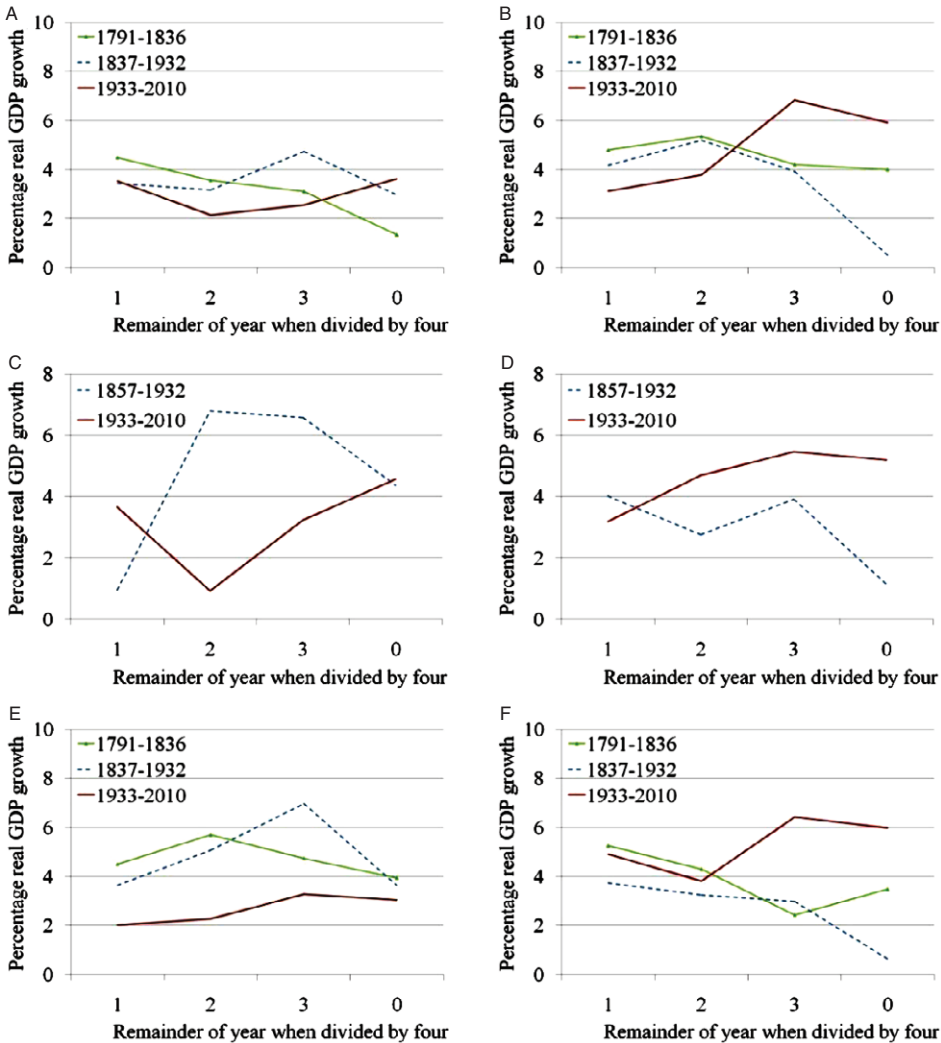 A
Percentage real GDP growth
10
8
6
4
2
0
1791-1836
1837-1932
1933-2010
1 2 3 0
Remainder of year when divided by four
B
Percentage real GDP growth
10
8
6
4
2
0
1791-1836
1837-1932
1933-2010
1 2 3 0
Remainder of year when divided by four
C
Percentage real GDP growth
8
6
4
2
0
1857-1932
1933-2010
1 2 3 0
Remainder of year when divided by four
D
Percentage real GDP growth
8
6
4
2
0
1857-1932
1933-2010
1 2 3 0
Remainder of year when divided by four
E
Percentage real GDP growth
10
8
6
4
2
0
1791-1836
1837-1932
1933-2010
1 2 3 0
Remainder of year when divided by four
F
Percentage real GDP growth
10
8
6
4
2
0
1791-1836
1837-1932
1933-2010
1 2 3 0
Remainder of year when divided by four